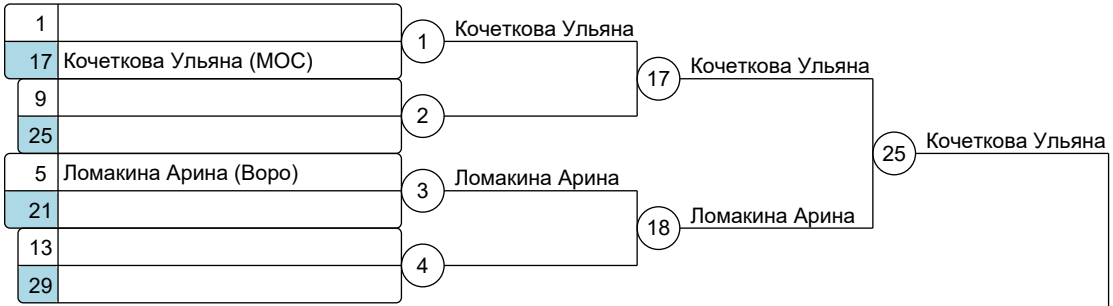 1
1 Кочеткова Ульяна
17 Кочеткова Ульяна (МОС)
17 Кочеткова Ульяна
9
2
25
25 Кочеткова Ульяна
5 Ломакина Арина (Воро)
3 Ломакина Арина
21
18 Ломакина Арина
13
4
29